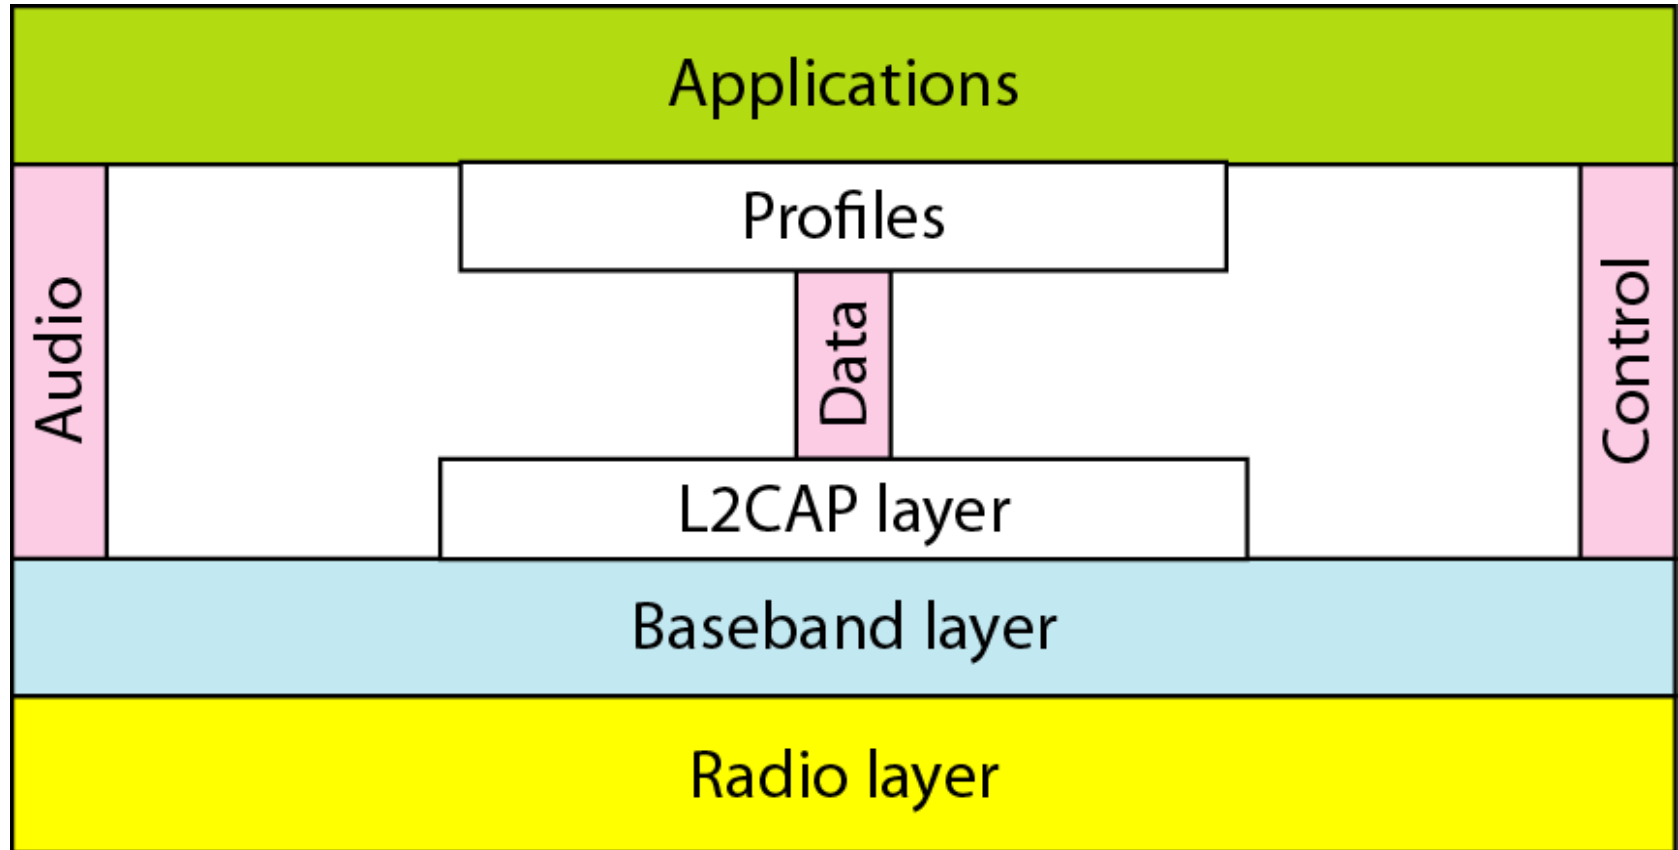 Applications
Profiles
Audio
Data
Control
L2CAP layer
Baseband layer
Radio layer